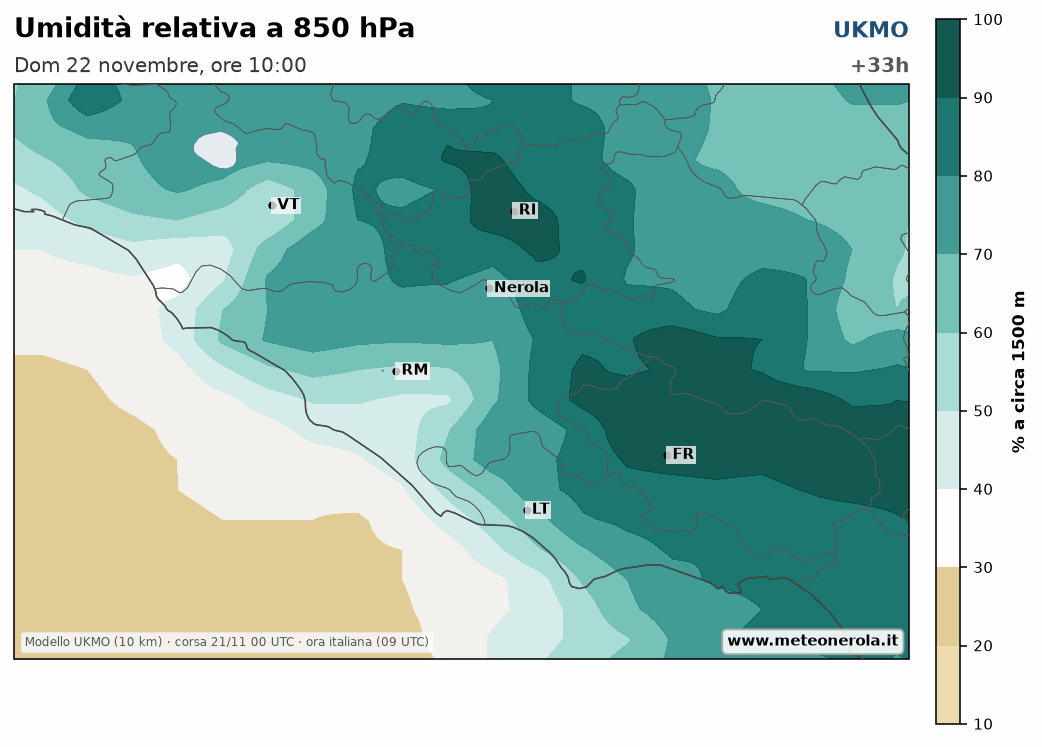 Umidità relativa a 850 hPa
UKMO
Dom 22 novembre, ore 10:00
+33h
VT
RI
Nerola
RM
FR
LT
Modello UKMO (10 km) · corsa 21/11 00 UTC · ora italiana (09 UTC)
www.meteonerola.it
100
90
80
70
60
50
40
30
20
10
% a circa 1500 m